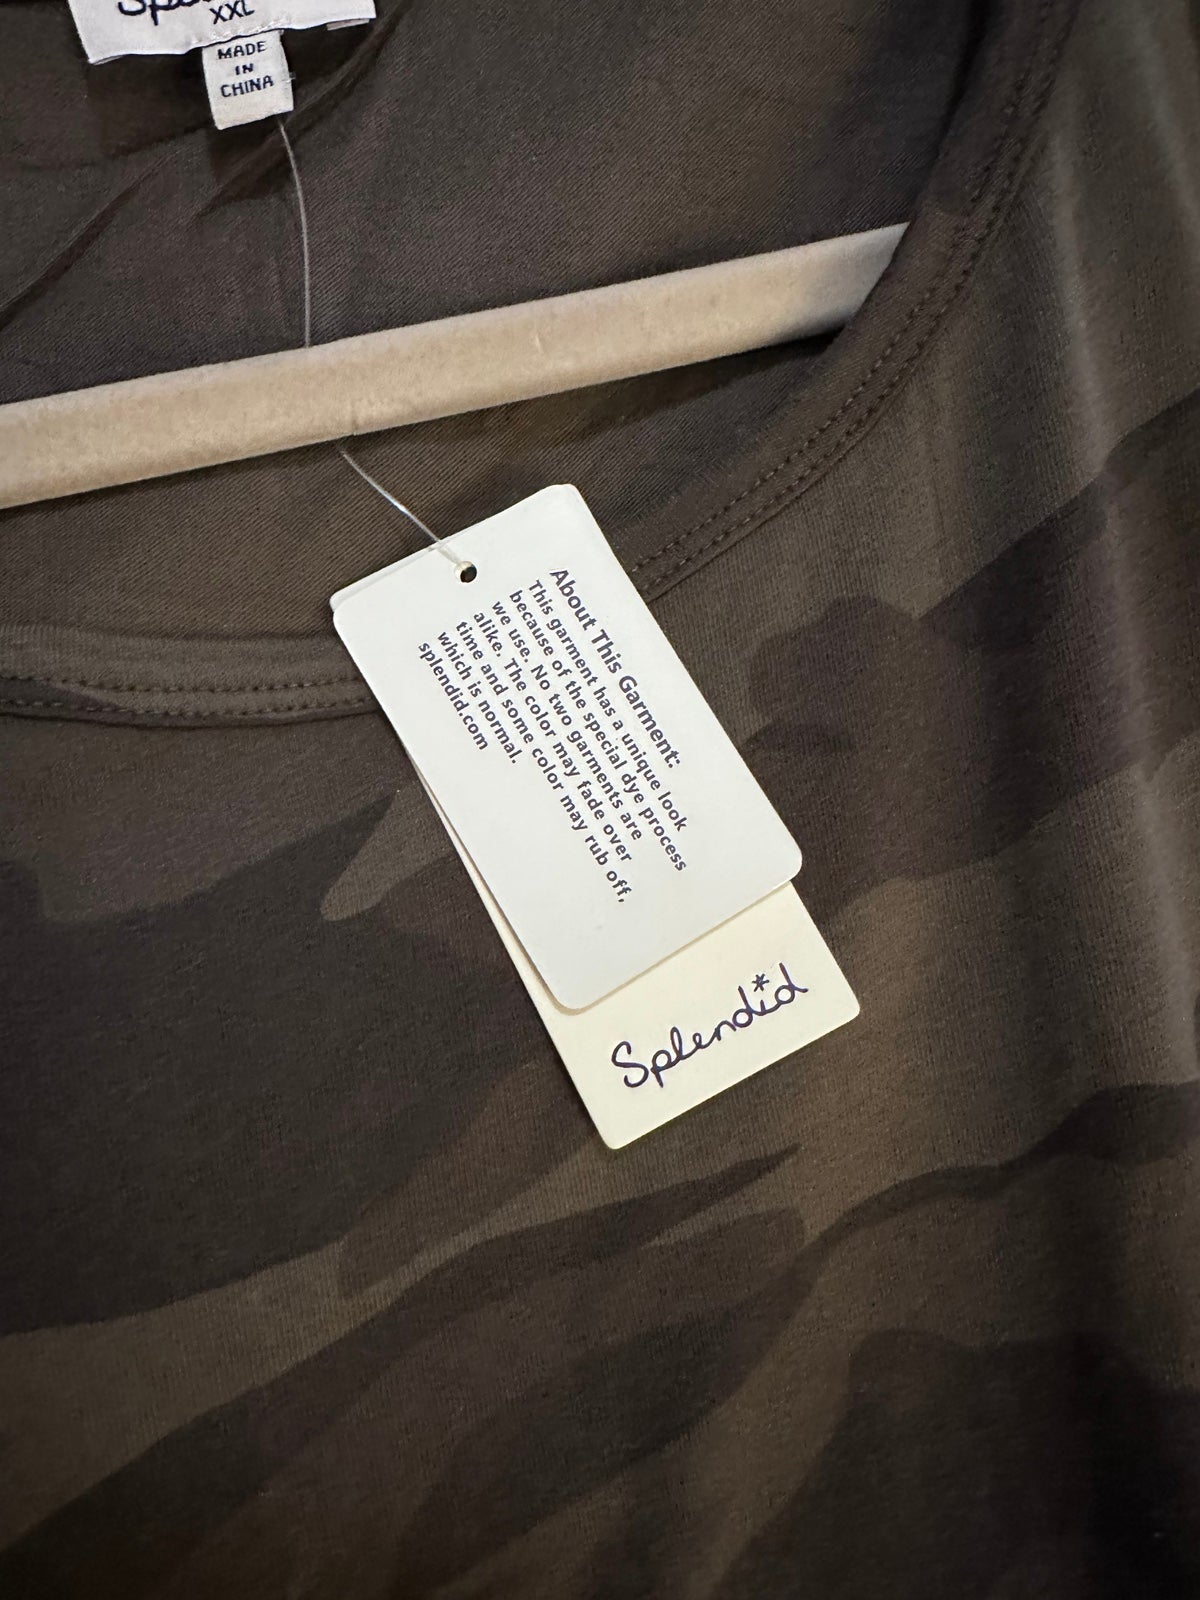 XXL
MADE
IN
CHINA
About This Garment:
This garment has a unique look
because of the special dye process
we use. No two garments are
alike. The color may fade over
time and some color may rub off,
which is normal.
splendid.com
Splendid